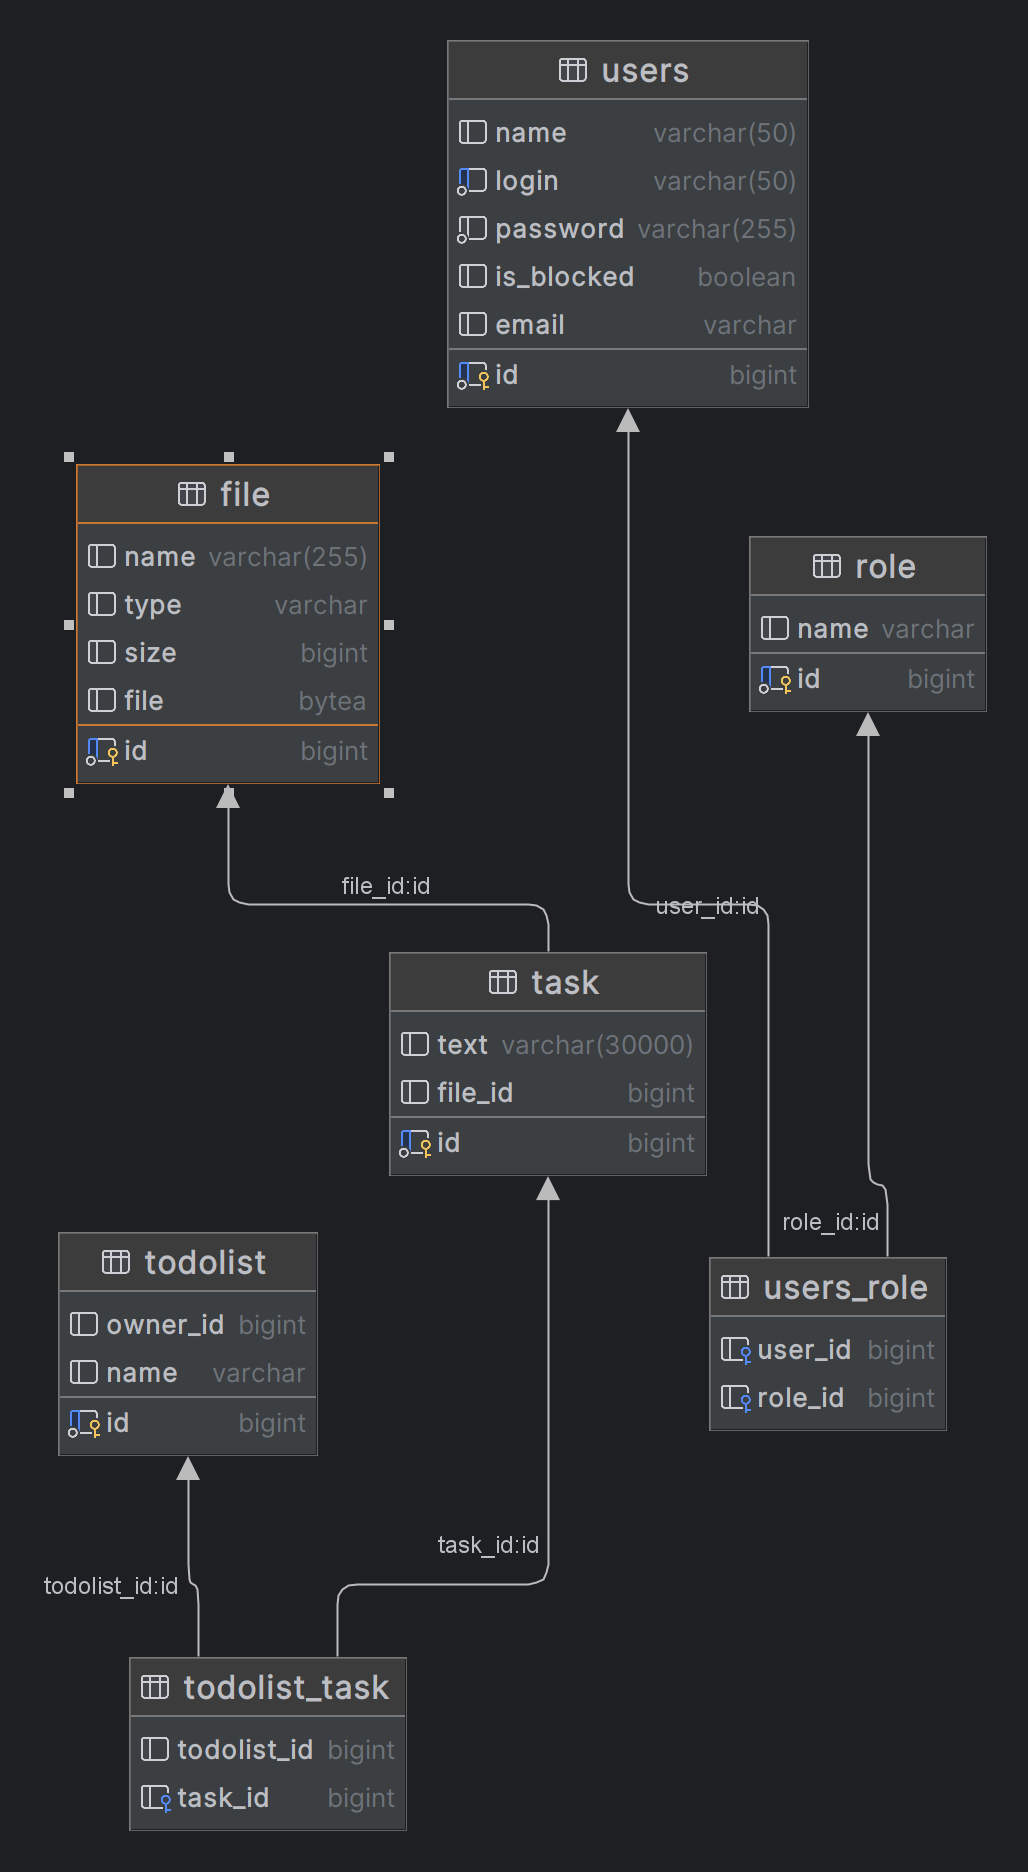 users
name varchar(50)
login varchar(50)
password varchar(255)
is_blocked boolean
email varchar
id bigint
file
name varchar(255)
type varchar
size bigint
file bytea
id bigint
role
name varchar
id bigint
file_id:id
user_id:id
task
text varchar(30000)
file_id bigint
id bigint
role_id:id
todolist
owner_id bigint
name varchar
id bigint
users_role
user_id bigint
role_id bigint
task_id:id
todolist_id:id
todolist_task
todolist_id bigint
task_id bigint